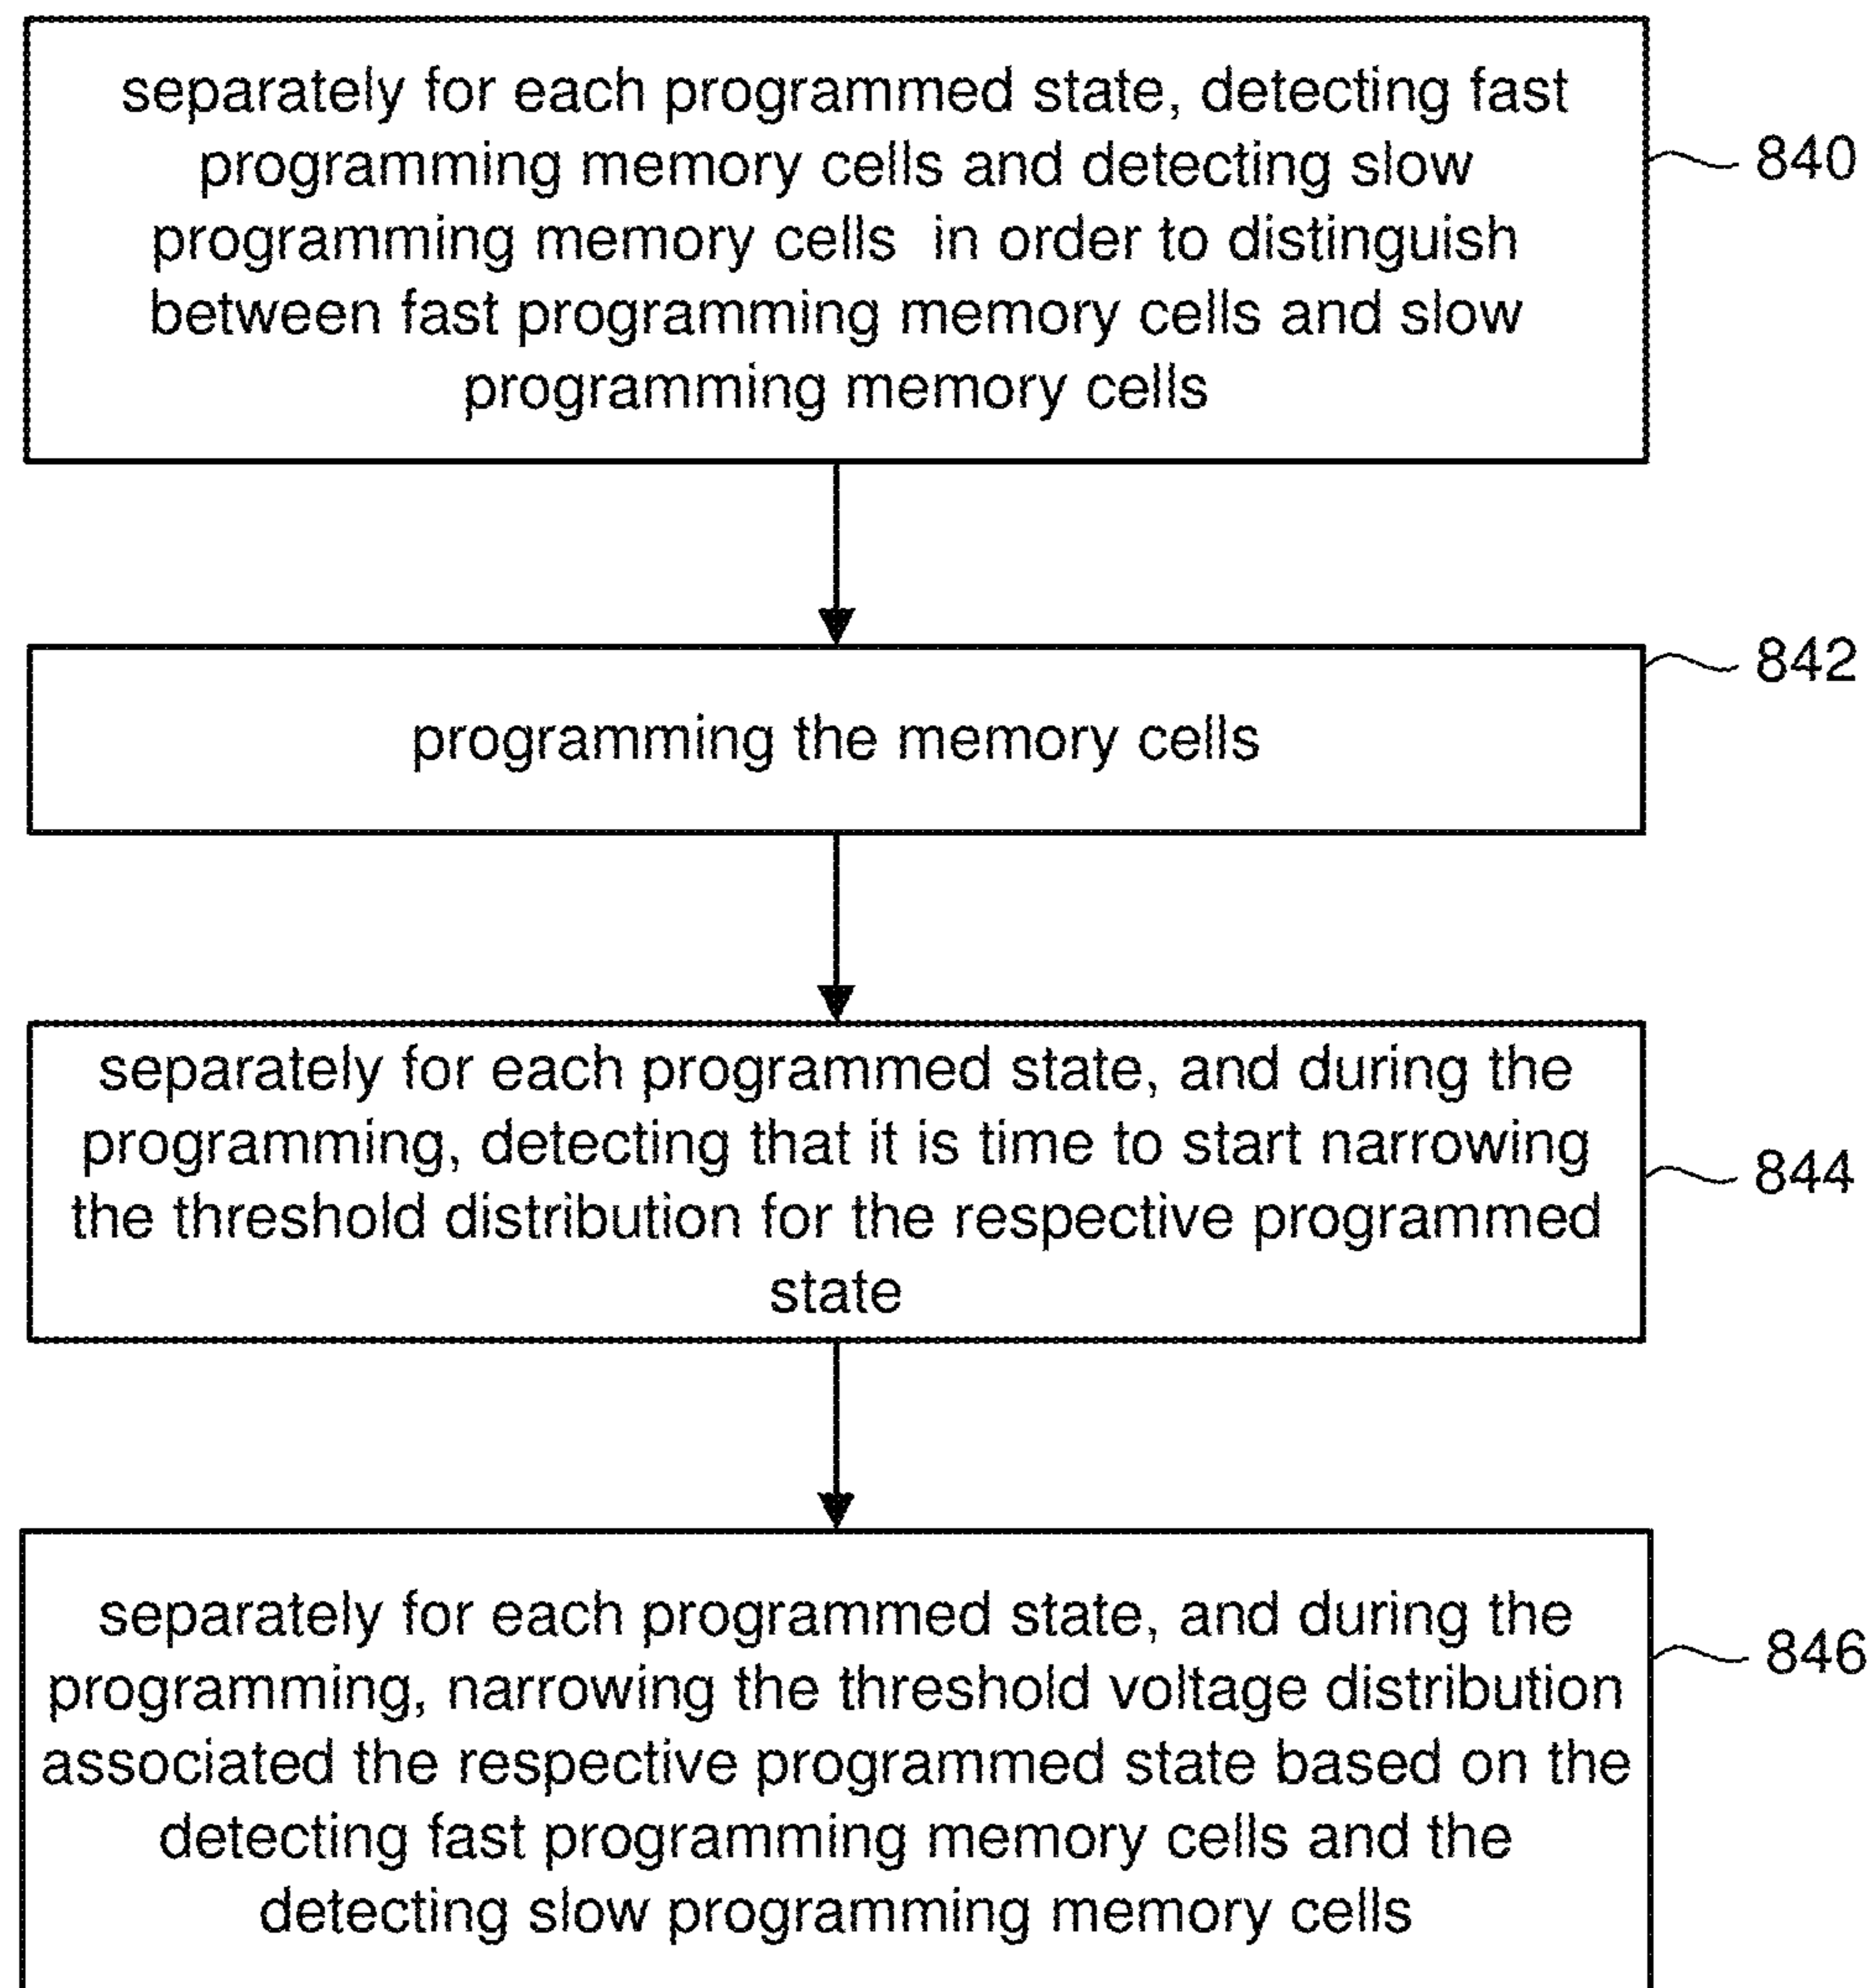 separately for each programmed state, detecting fast
programming memory cells and detecting slow
programming memory cells  in order to distinguish
between fast programming memory cells and slow
programming memory cells
840
842
programming the memory cells
separately for each programmed state, and during the
programming, detecting that it is time to start narrowing
the threshold distribution for the respective programmed
state
844
separately for each programmed state, and during the
programming, narrowing the threshold voltage distribution
associated the respective programmed state based on the
detecting fast programming memory cells and the
detecting slow programming memory cells
846